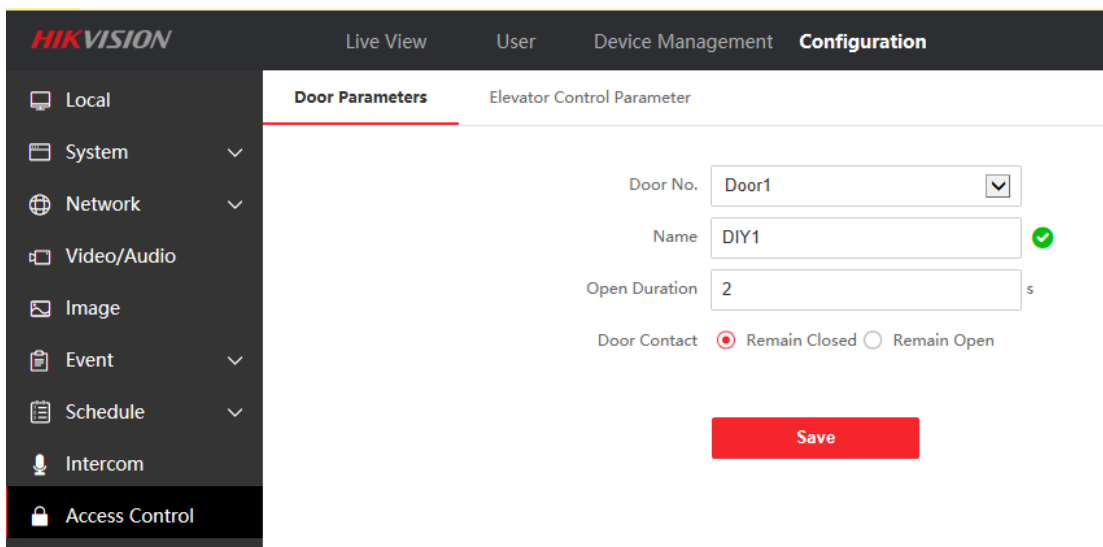 HIKVISION Live View User Device Management Configuration
Local
System
Network
Video/Audio
Image
Event
Schedule
Intercom
Access Control
Door Parameters Elevator Control Parameter
Door No. Door1
Name DIY1
Open Duration 2 s
Door Contact Remain Closed Remain Open
Save